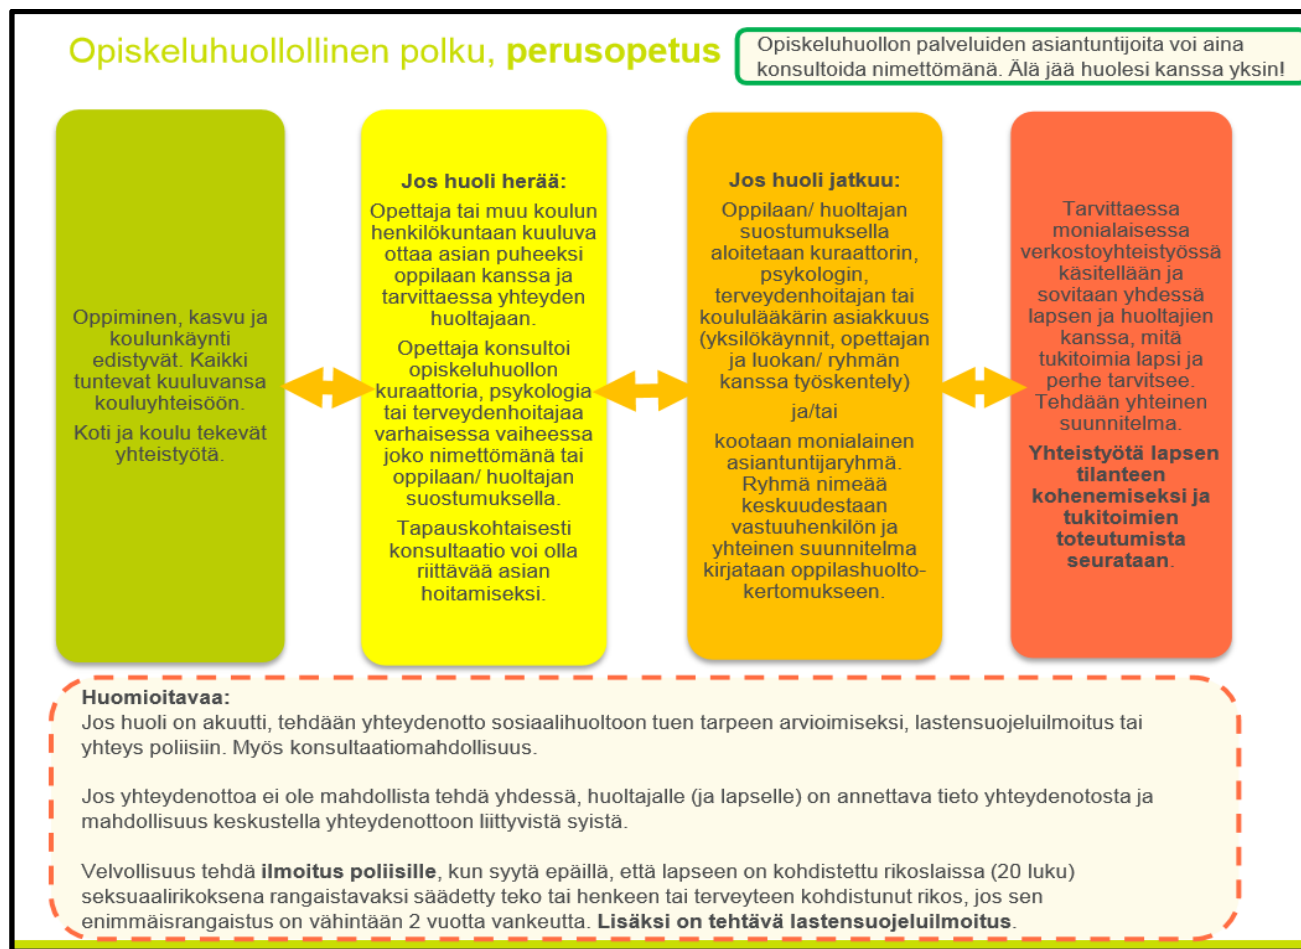 Opiskeluhuollollinen polku, perusopetus
Opiskeluhuollon palveluiden asiantuntijoita voi aina
konsultoida nimettömänä. Älä jää huolesi kanssa yksin!
Oppiminen, kasvu ja
koulunkäynti
edistyvät. Kaikki
tuntevat kuuluvansa
kouluyhteisöön.
Koti ja koulu tekevät
yhteistyötä.
Jos huoli herää:
Opettaja tai muu koulun
henkilökuntaan kuuluva
ottaa asian puheeksi
oppilaan kanssa ja
tarvittaessa yhteyden
huoltajaan.
Opettaja konsultoi
opiskeluhuollon
kuraattoria, psykologia
tai terveydenhoitajaa
varhaisessa vaiheessa
joko nimettömänä tai
oppilaan/ huoltajan
suostumuksella.
Tapauskohtaisesti
konsultaatio voi olla
riittävää asian
hoitamiseksi.
Jos huoli jatkuu:
Oppilaan/ huoltajan
suostumuksella
aloitetaan kuraattorin,
psykologin,
terveydenhoitajan tai
koululääkärin asiakkuus
(yksilökäynnit, opettajan
ja luokan/ ryhmän
kanssa työskentely)
ja/tai
kootaan monialainen
asiantuntijaryhmä.
Ryhmä nimeää
keskuudestaan
vastuuhenkilön ja
yhteinen suunnitelma
kirjataan oppilashuolto-
kertomukseen.
Tarvittaessa
monialaisessa
verkostoyhteistyössä
käsitellään ja
sovitaan yhdessä
lapsen ja huoltajien
kanssa, mitä
tukitoimia lapsi ja
perhe tarvitsee.
Tehdään yhteinen
suunnitelma.
Yhteistyötä lapsen
tilanteen
kohenemiseksi ja
tukitoimien
toteutumista
seurataan.
Huomioitavaa:
Jos huoli on akuutti, tehdään yhteydenotto sosiaalihuoltoon tuen tarpeen arvioimiseksi, lastensuojeluilmoitus tai
yhteys poliisiin. Myös konsultaatiomahdollisuus.
Jos yhteydenottoa ei ole mahdollista tehdä yhdessä, huoltajalle (ja lapselle) on annettava tieto yhteydenotosta ja
mahdollisuus keskustella yhteydenottoon liittyvistä syistä.
Velvollisuus tehdä ilmoitus poliisille, kun syytä epäillä, että lapseen on kohdistettu rikoslaissa (20 luku)
seksuaalirikoksena rangaistavaksi säädetty teko tai henkeen tai terveyteen kohdistunut rikos, jos sen
enimmäisrangaistus on vähintään 2 vuotta vankeutta. Lisäksi on tehtävä lastensuojeluilmoitus.